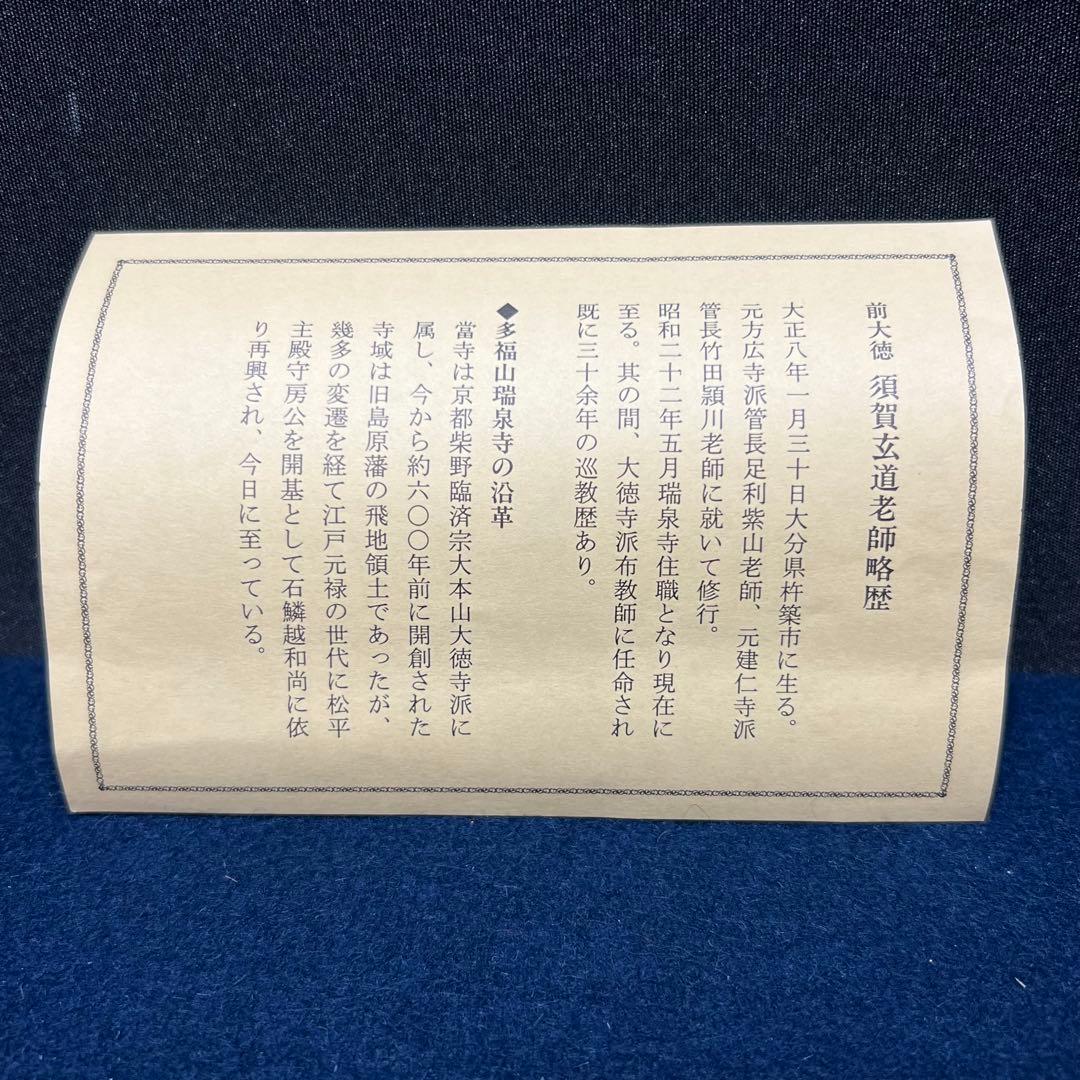 前大徳 須賀玄道老師略歴
大正八年一月三十日大分県杵築市に生る。
元方広寺派管長足利紫山老師、元建仁寺派
管長竹田頴川老師に就いて修行。
昭和二十二年五月瑞泉寺住職となり現在に
至る。其の間、大徳寺派布教師に任命され
既に三十余年の巡教歴あり。
◆多福山瑞泉寺の沿革
當寺は京都柴野臨済宗大本山大徳寺派に
属し、今から約六〇〇年前に開創された
寺域は旧島原藩の飛地領土であったが、
幾多の変遷を経て江戸元禄の世代に松平
主殿守房公を開基として石鱗越和尚に依
り再興され、今日に至っている。